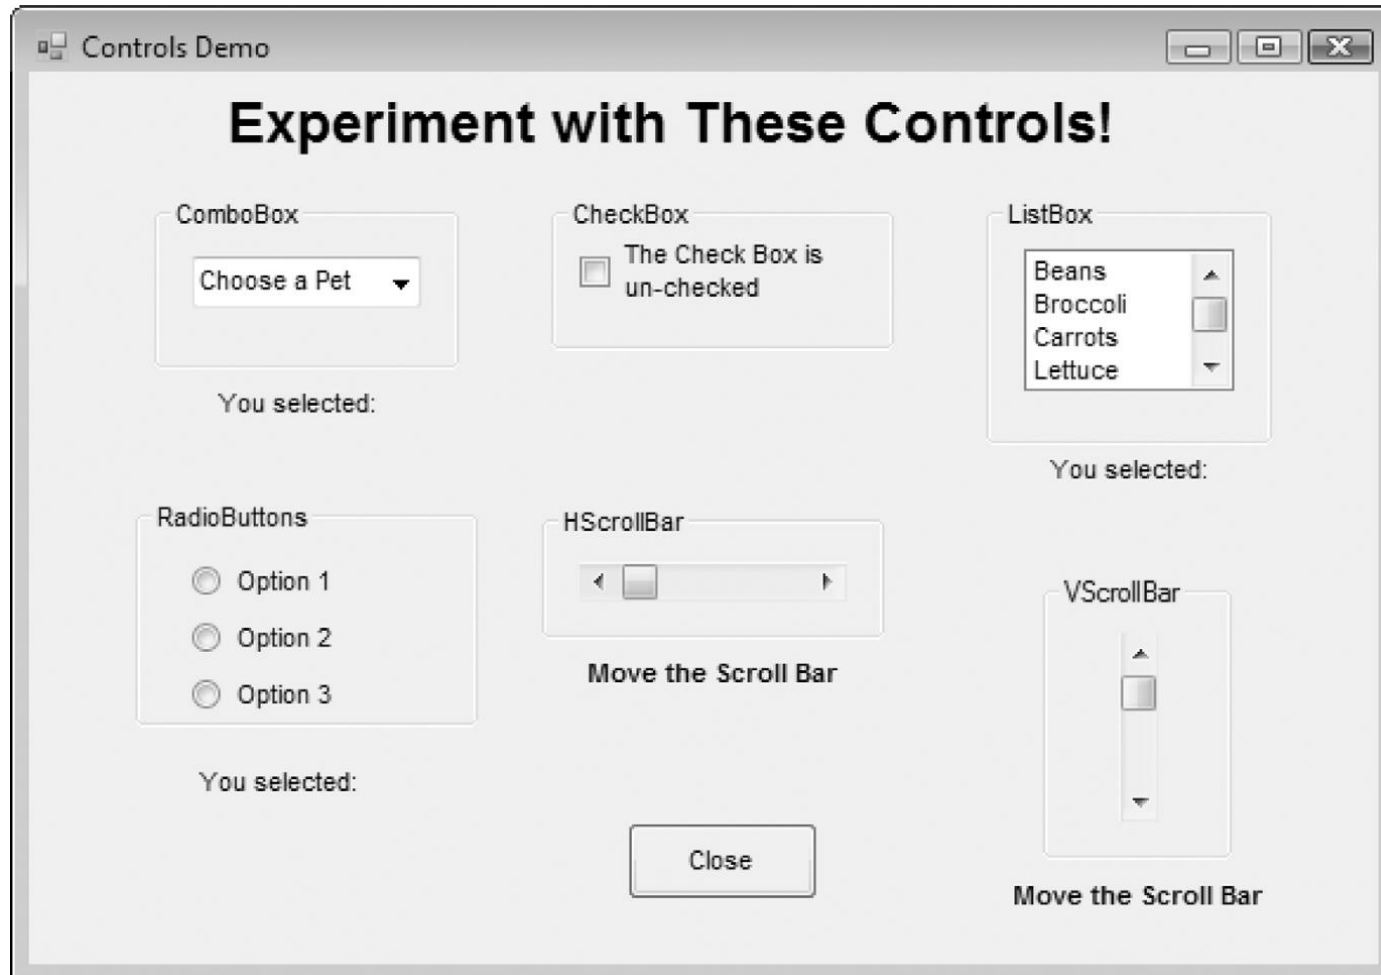 Controls Demo
Experiment with These Controls!
ComboBox
Choose a Pet
You selected:
CheckBox
The Check Box is
un-checked
ListBox
Beans
Broccoli
Carrots
Lettuce
You selected:
RadioButtons
Option 1
Option 2
Option 3
You selected:
HScrollBar
Move the Scroll Bar
VScrollBar
Move the Scroll Bar
Close